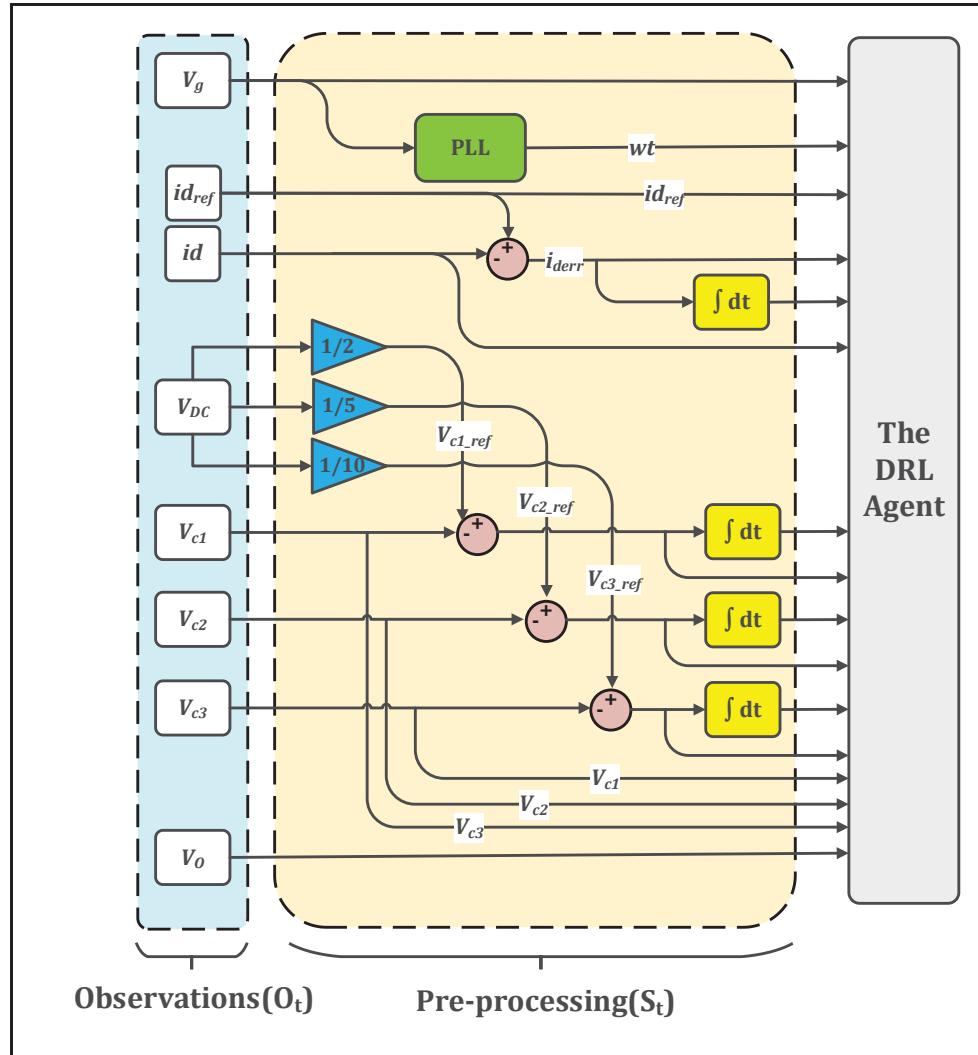 V_g
PLL
wt
id_ref
id_ref
id
- +
i_derr
∫ dt
1/2
V_DC
1/5
1/10
V_c1_ref
V_c2_ref
V_c3_ref
The
DRL
Agent
V_c1
- +
∫ dt
V_c2
- +
∫ dt
V_c3
- +
∫ dt
V_c1
V_c2
V_c3
V_O
Observations(O_t)
Pre-processing(S_t)